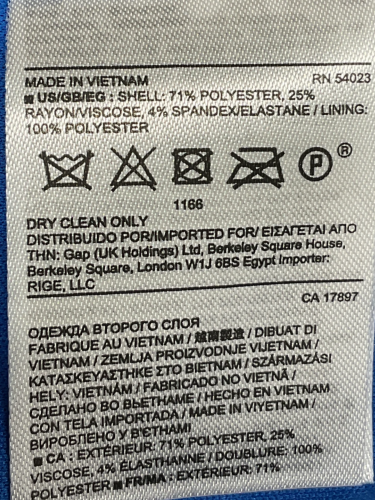 MADE IN VIETNAM RN 54023
■ US/GB/EG : SHELL: 71% POLYESTER, 25%
RAYON/VISCOSE, 4% SPANDEX/ELASTANE / LINING:
100% POLYESTER
P ®
1166
DRY CLEAN ONLY
DISTRIBUIDO POR/IMPORTED FOR/ ΕΙΣΑΓΕΤΑΙ ΑΠΟ
ΤΗΝ: Gap (UK Holdings) Ltd, Berkeley Square House,
Berkeley Square, London W1J 6BS Egypt Importer:
RIGE, LLC
CA 17897
ОДЕЖДА ВТОРОГО СЛОЯ
FABRIQUE AU VIETNAM / 越南製造 / DIBUAT DI
VIETNAM / ZEMLJA PROIZVODNJE VIJETNAM /
ΚΑΤΑΣΚΕΥΑΣΤΗΚΕ ΣΤΟ ΒΙΕΤΝΑΜ / SZÁRMAZÁSI
HELY: VIETNÁM / FABRICADO NO VIETNÃ /
СДЕЛАНО ВО ВЬЕТНАМЕ / HECHO EN VIETNAM
CON TELA IMPORTADA / MADE IN VIYETNAM /
ВИРОБЛЕНО У В'ЄТНАМІ
■ CA : EXTÉRIEUR: 71% POLYESTER, 25%
VISCOSE, 4% ÉLASTHANNE / DOUBLURE: 100%
POLYESTER ■ FR/MA : EXTÉRIEUR: 71%